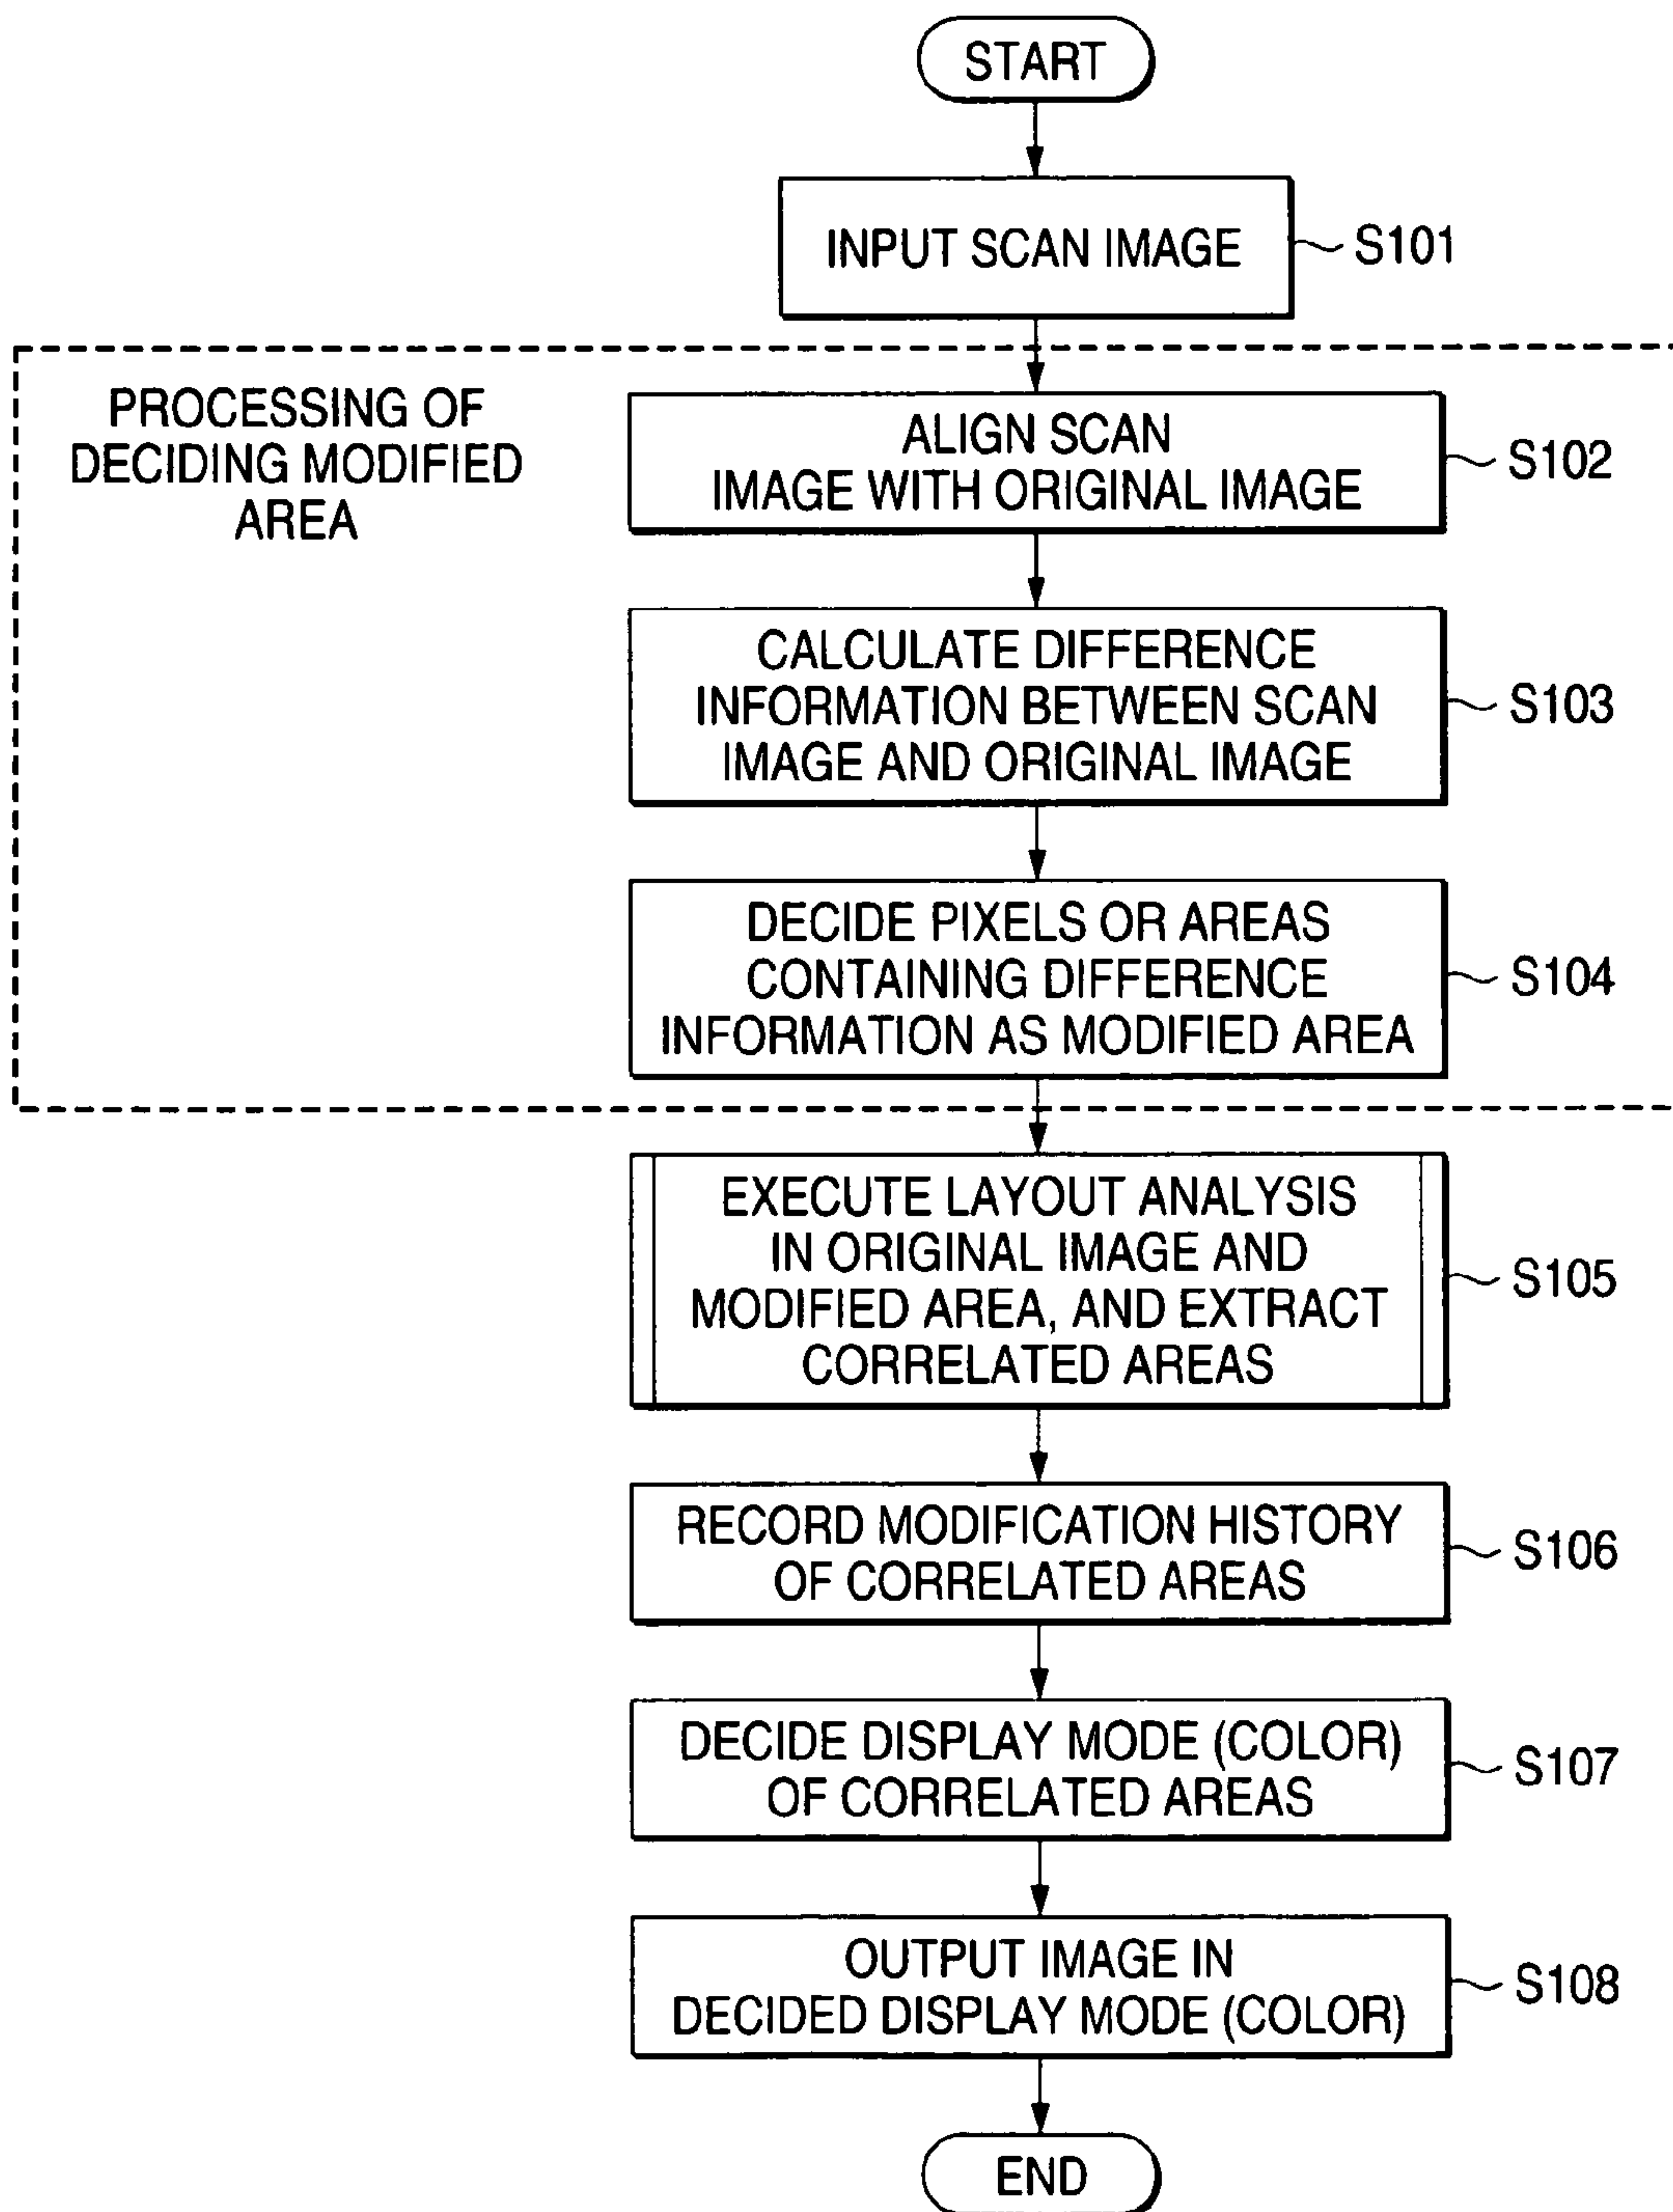 START
INPUT SCAN IMAGE
S101
PROCESSING OF
DECIDING MODIFIED
AREA
ALIGN SCAN
IMAGE WITH ORIGINAL IMAGE
S102
CALCULATE DIFFERENCE
INFORMATION BETWEEN SCAN
IMAGE AND ORIGINAL IMAGE
S103
DECIDE PIXELS OR AREAS
CONTAINING DIFFERENCE
INFORMATION AS MODIFIED AREA
S104
EXECUTE LAYOUT ANALYSIS
IN ORIGINAL IMAGE AND
MODIFIED AREA, AND EXTRACT
CORRELATED AREAS
S105
RECORD MODIFICATION HISTORY
OF CORRELATED AREAS
S106
DECIDE DISPLAY MODE (COLOR)
OF CORRELATED AREAS
S107
OUTPUT IMAGE IN
DECIDED DISPLAY MODE (COLOR)
S108
END